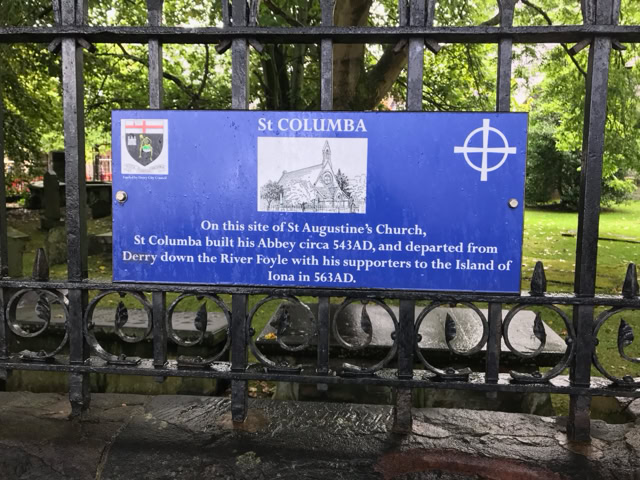 St COLUMBA
On this site of St Augustine's Church,
St Columba built his Abbey circa 543AD, and departed from
Derry down the River Foyle with his supporters to the Island of
Iona in 563AD.